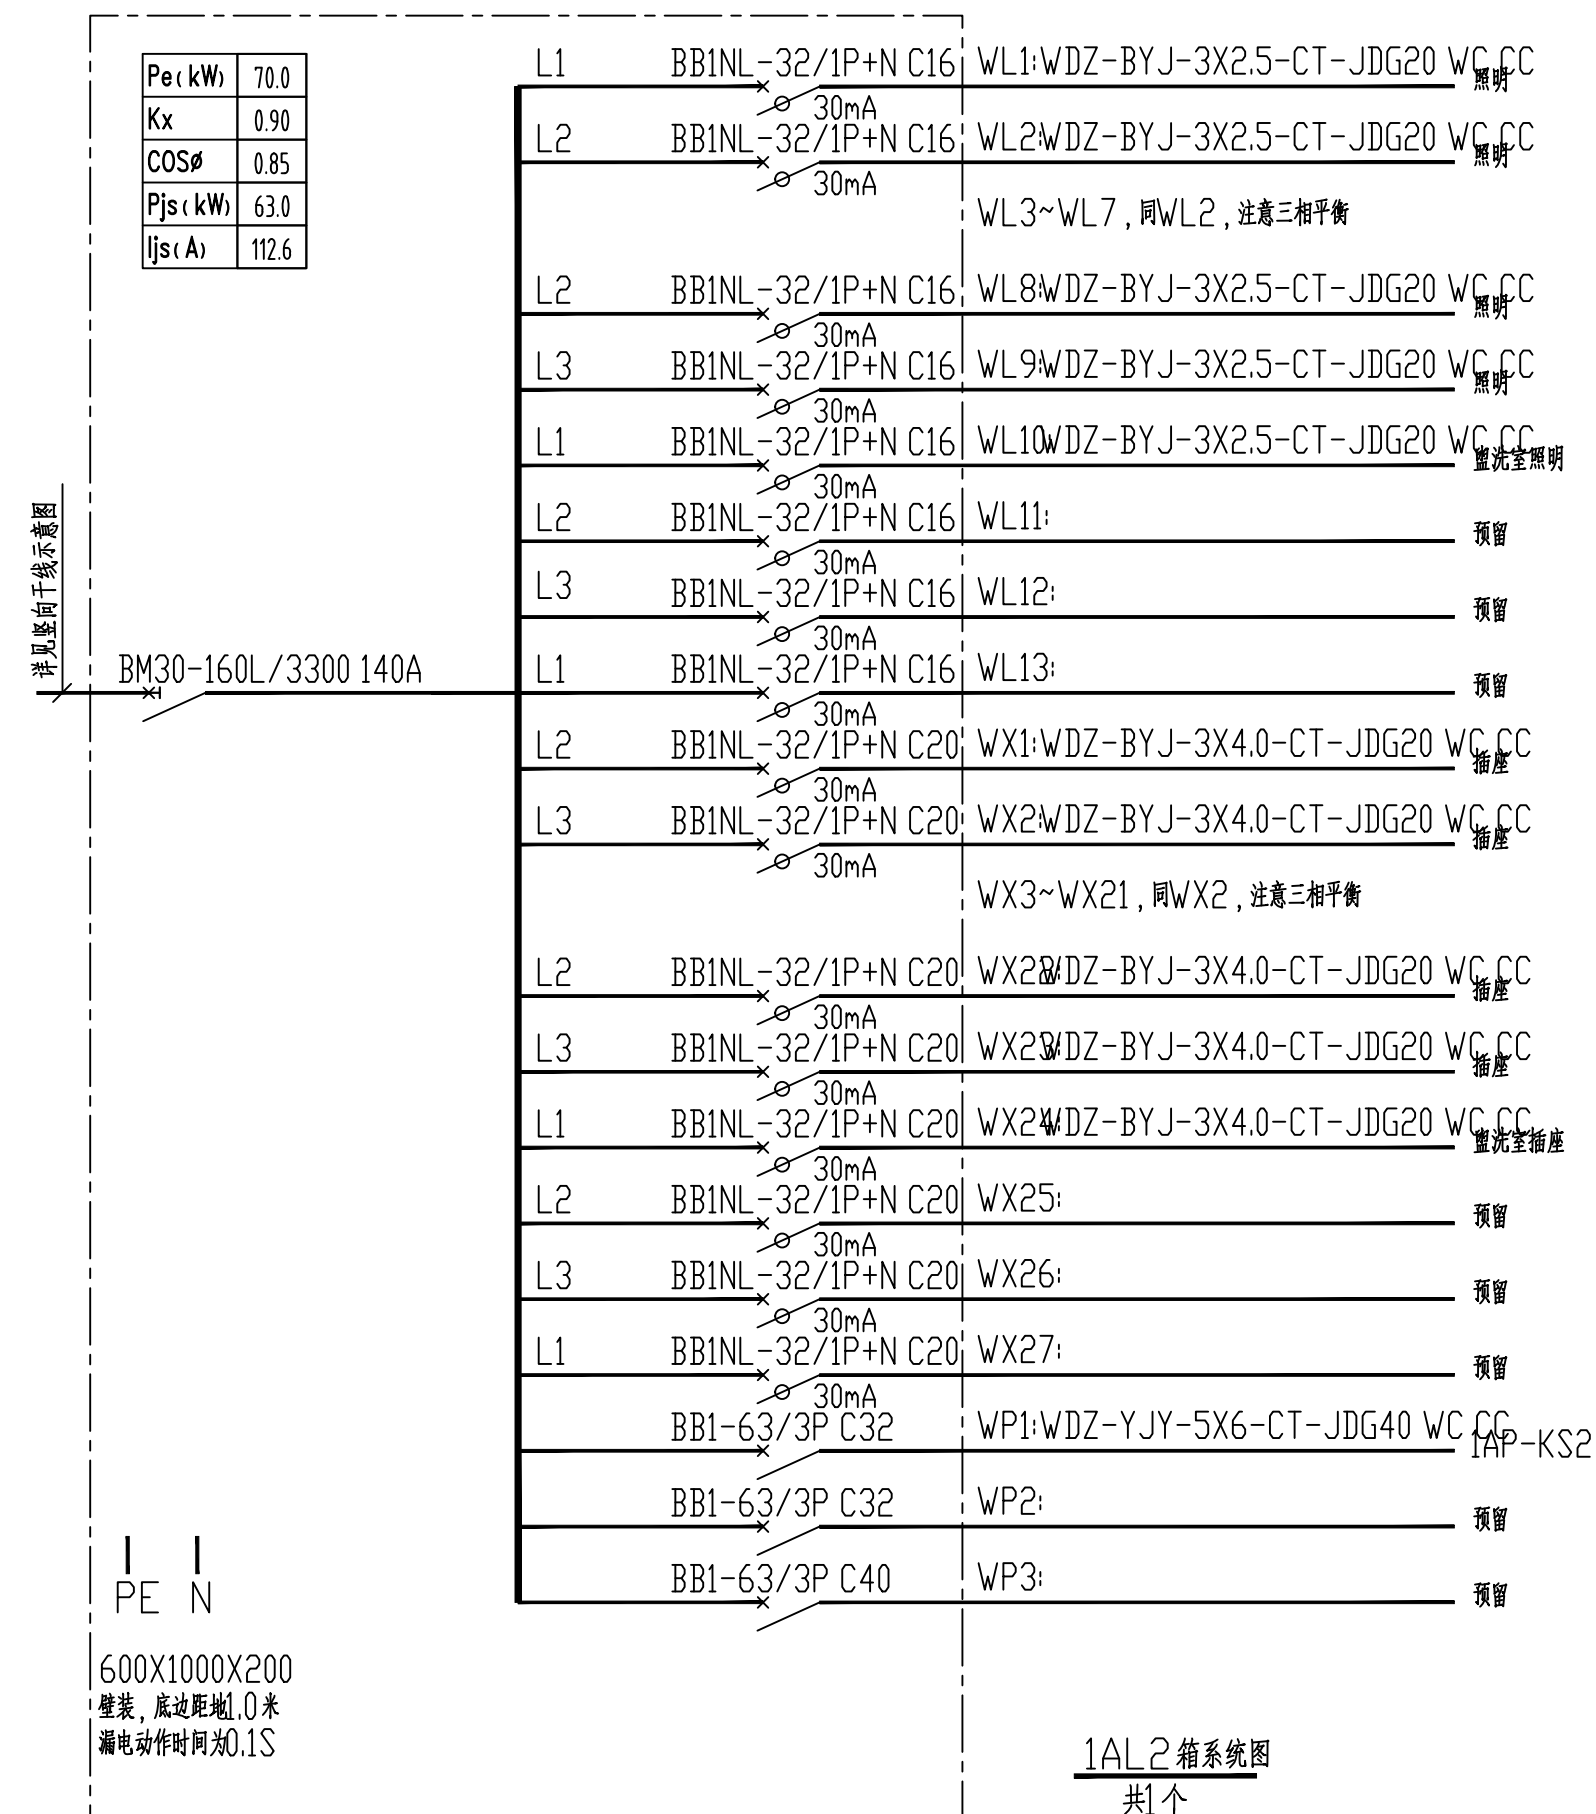 Pe(kW) 70.0
Kx 0.90
COSø 0.85
Pjs(kW) 63.0
Ijs(A) 112.6
详见竖向干线示意图
BM30-160L/3300 140A
L1 BB1NL-32/1P+N C16 30mA WL1:WDZ-BYJ-3X2.5-CT-JDG20 WC CC 照明
L2 BB1NL-32/1P+N C16 30mA WL2:WDZ-BYJ-3X2.5-CT-JDG20 WC CC 照明
WL3~WL7,同WL2,注意三相平衡
L2 BB1NL-32/1P+N C16 30mA WL8:WDZ-BYJ-3X2.5-CT-JDG20 WC CC 照明
L3 BB1NL-32/1P+N C16 30mA WL9:WDZ-BYJ-3X2.5-CT-JDG20 WC CC 照明
L1 BB1NL-32/1P+N C16 30mA WL10:WDZ-BYJ-3X2.5-CT-JDG20 WC CC 盥洗室照明
L2 BB1NL-32/1P+N C16 30mA WL11: 预留
L3 BB1NL-32/1P+N C16 30mA WL12: 预留
L1 BB1NL-32/1P+N C16 30mA WL13: 预留
L2 BB1NL-32/1P+N C20 30mA WX1:WDZ-BYJ-3X4.0-CT-JDG20 WC CC 插座
L3 BB1NL-32/1P+N C20 30mA WX2:WDZ-BYJ-3X4.0-CT-JDG20 WC CC 插座
WX3~WX21,同WX2,注意三相平衡
L2 BB1NL-32/1P+N C20 30mA WX22:WDZ-BYJ-3X4.0-CT-JDG20 WC CC 插座
L3 BB1NL-32/1P+N C20 30mA WX23:WDZ-BYJ-3X4.0-CT-JDG20 WC CC 插座
L1 BB1NL-32/1P+N C20 30mA WX24:WDZ-BYJ-3X4.0-CT-JDG20 WC CC 盥洗室插座
L2 BB1NL-32/1P+N C20 30mA WX25: 预留
L3 BB1NL-32/1P+N C20 30mA WX26: 预留
L1 BB1NL-32/1P+N C20 30mA WX27: 预留
BB1-63/3P C32 WP1:WDZ-YJY-5X6-CT-JDG40 WC CC 1AP-KS2
BB1-63/3P C32 WP2: 预留
BB1-63/3P C40 WP3: 预留
PE N
600X1000X200
壁装,底边距地1.0米
漏电动作时间为0.1S
1AL2箱系统图
共1个